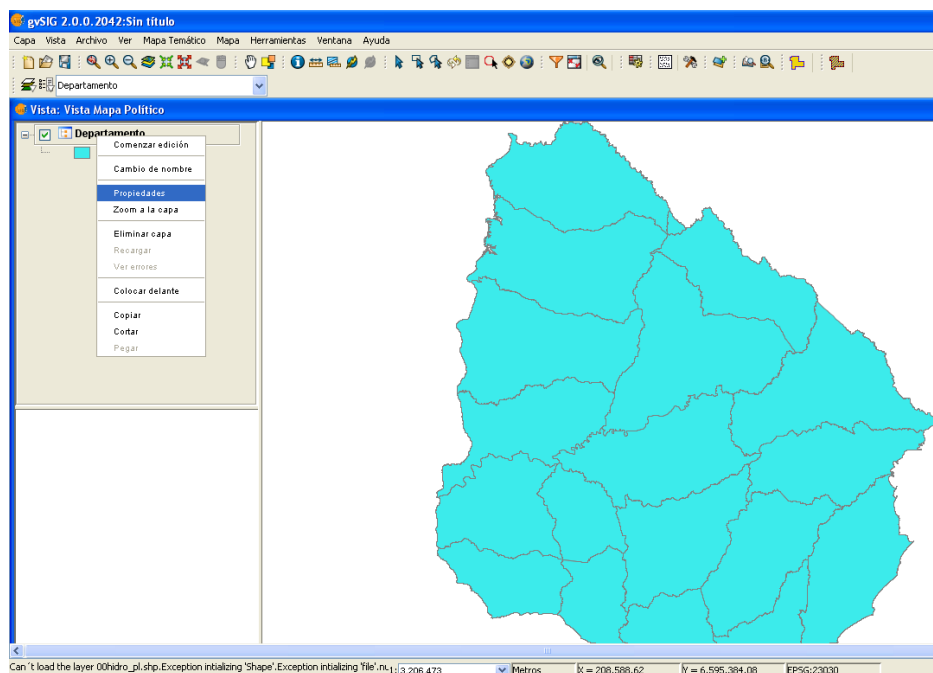 gvSIG 2.0.0.2042:Sin título
Capa Vista Archivo Ver Mapa Temático Mapa Herramientas Ventana Ayuda
Departamento
Vista: Vista Mapa Político
Departamento
Comenzar edición
Cambio de nombre
Propiedades
Zoom a la capa
Eliminar capa
Recargar
Ver errores
Colocar delante
Copiar
Cortar
Pegar
Can´t load the layer 00hidro_pl.shp.Exception intializing 'Shape'.Exception intializing 'file'.nu 1: 3.206.473 Metros X = 208.588,62 Y = 6.595.384,08 EPSG:23030